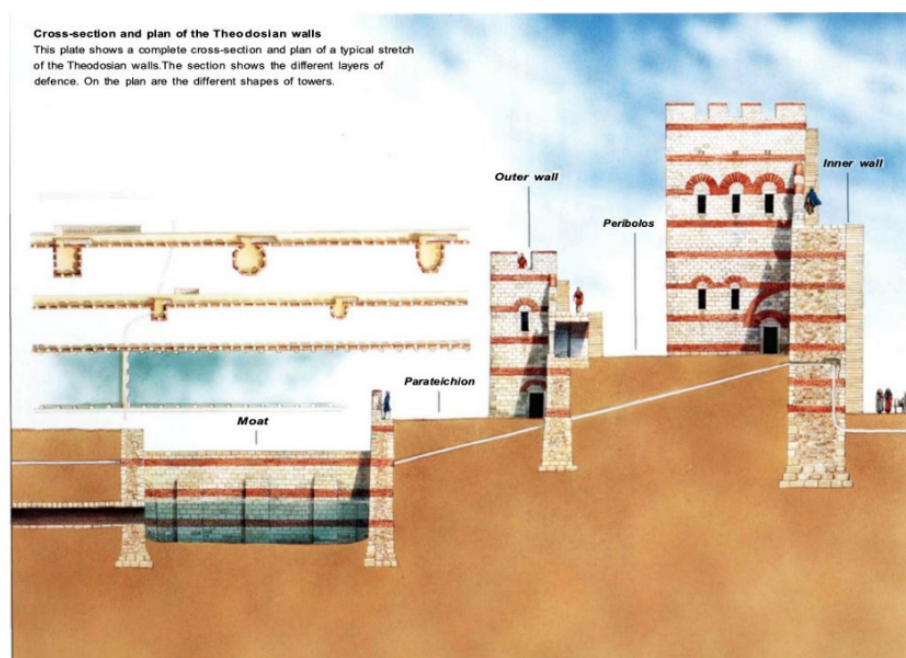 Cross-section and plan of the Theodosian walls
This plate shows a complete cross-section and plan of a typical stretch
of the Theodosian walls.The section shows the different layers of
defence. On the plan are the different shapes of towers.
Outer wall
Inner wall
Peribolos
Parateichion
Moat